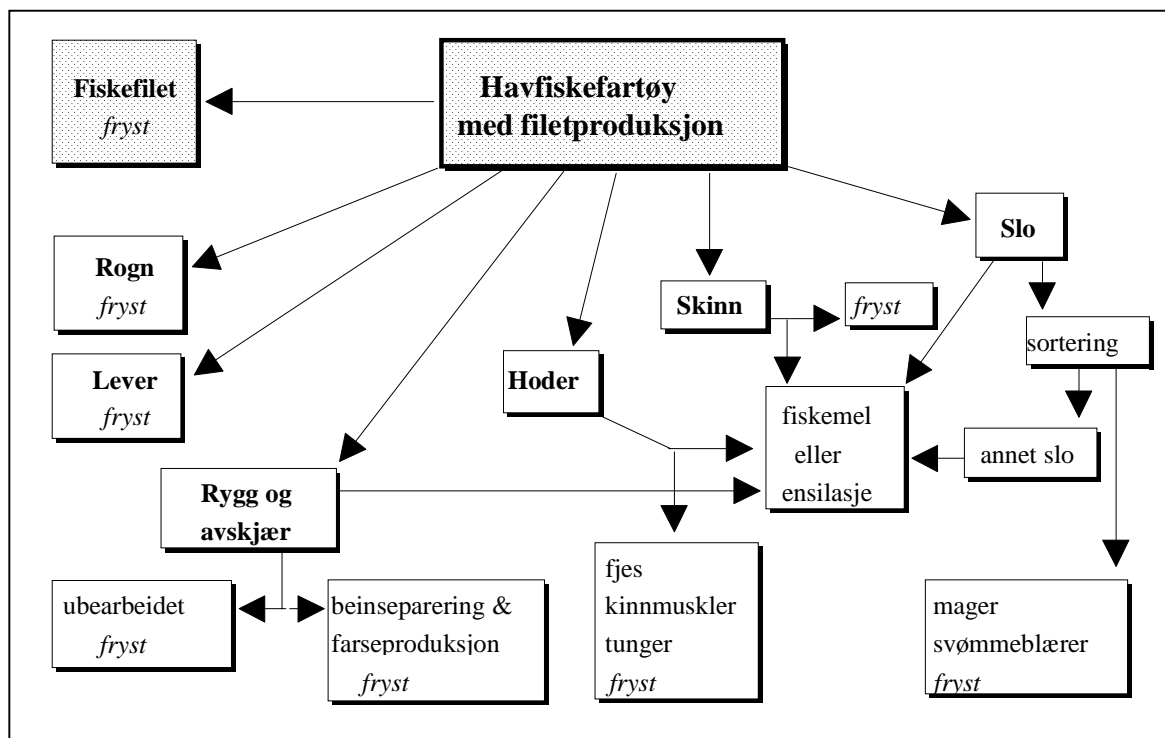 Havfiskefartøy
med filetproduksjon
Fiskefilet
fryst
Slo
Rogn
fryst
Skinn
fryst
sortering
Lever
fryst
Hoder
fiskemel
eller
ensilasje
annet slo
Rygg og
avskjær
ubearbeidet
fryst
beinseparering &
farseproduksjon
fryst
fjes
kinnmuskler
tunger
fryst
mager
svømmeblærer
fryst